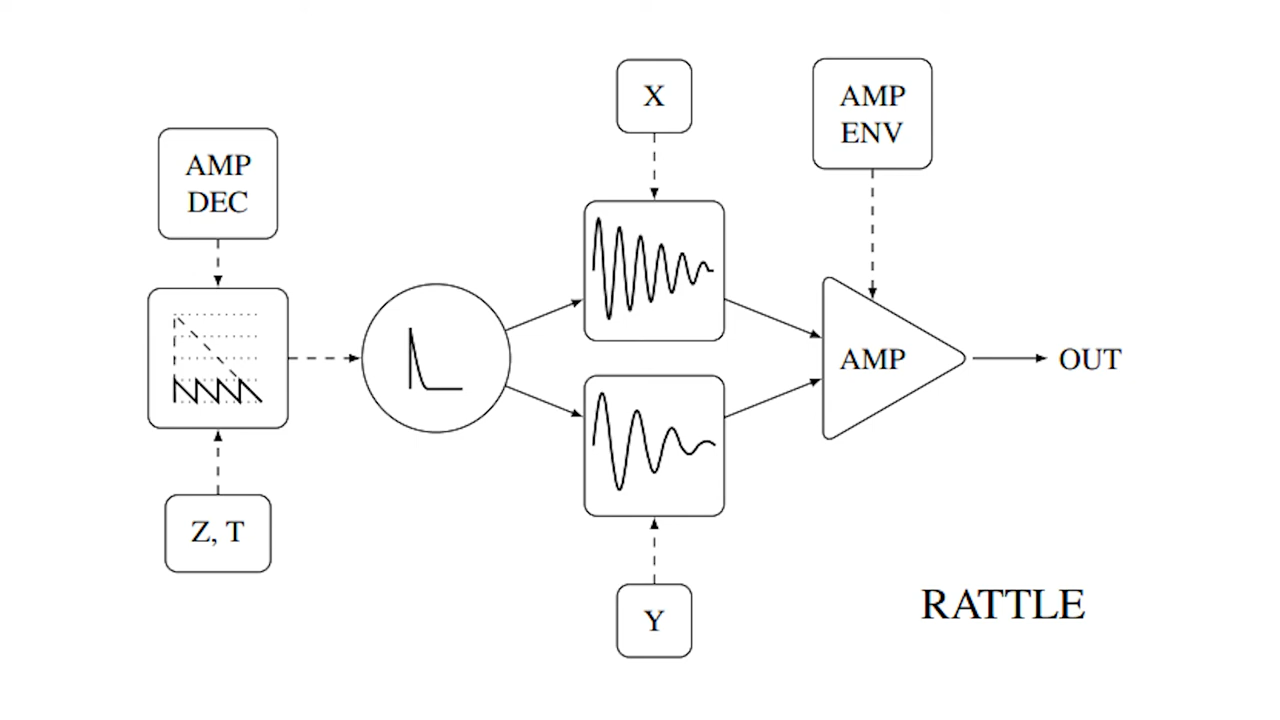 X
AMP
ENV
AMP
DEC
AMP
OUT
Z, T
Y
RATTLE